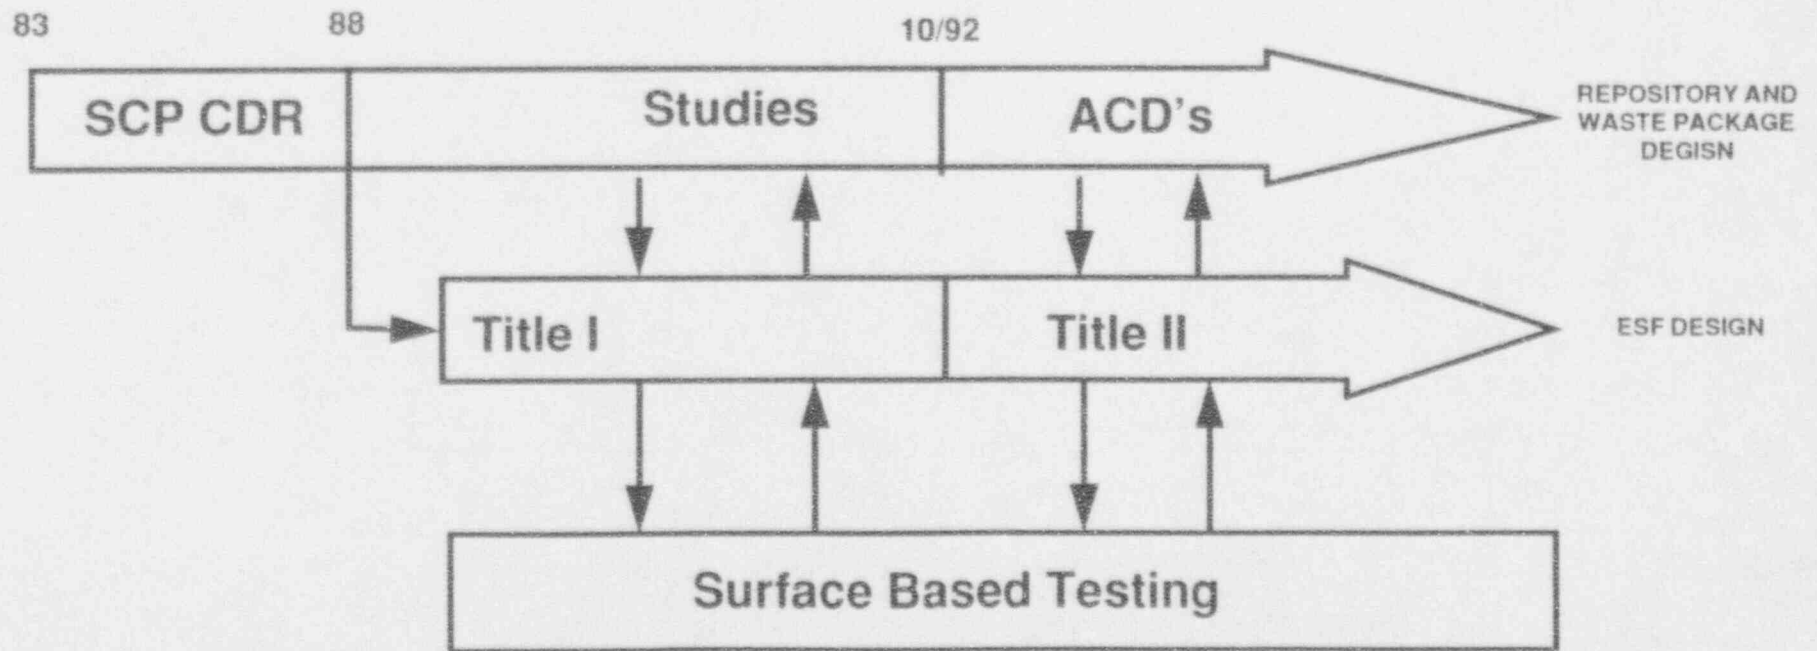 83
88
10/92
SCP CDR
Studies
ACD's
REPOSITORY AND
WASTE PACKAGE
DEGISN
Title I
Title II
ESF DESIGN
Surface Based Testing